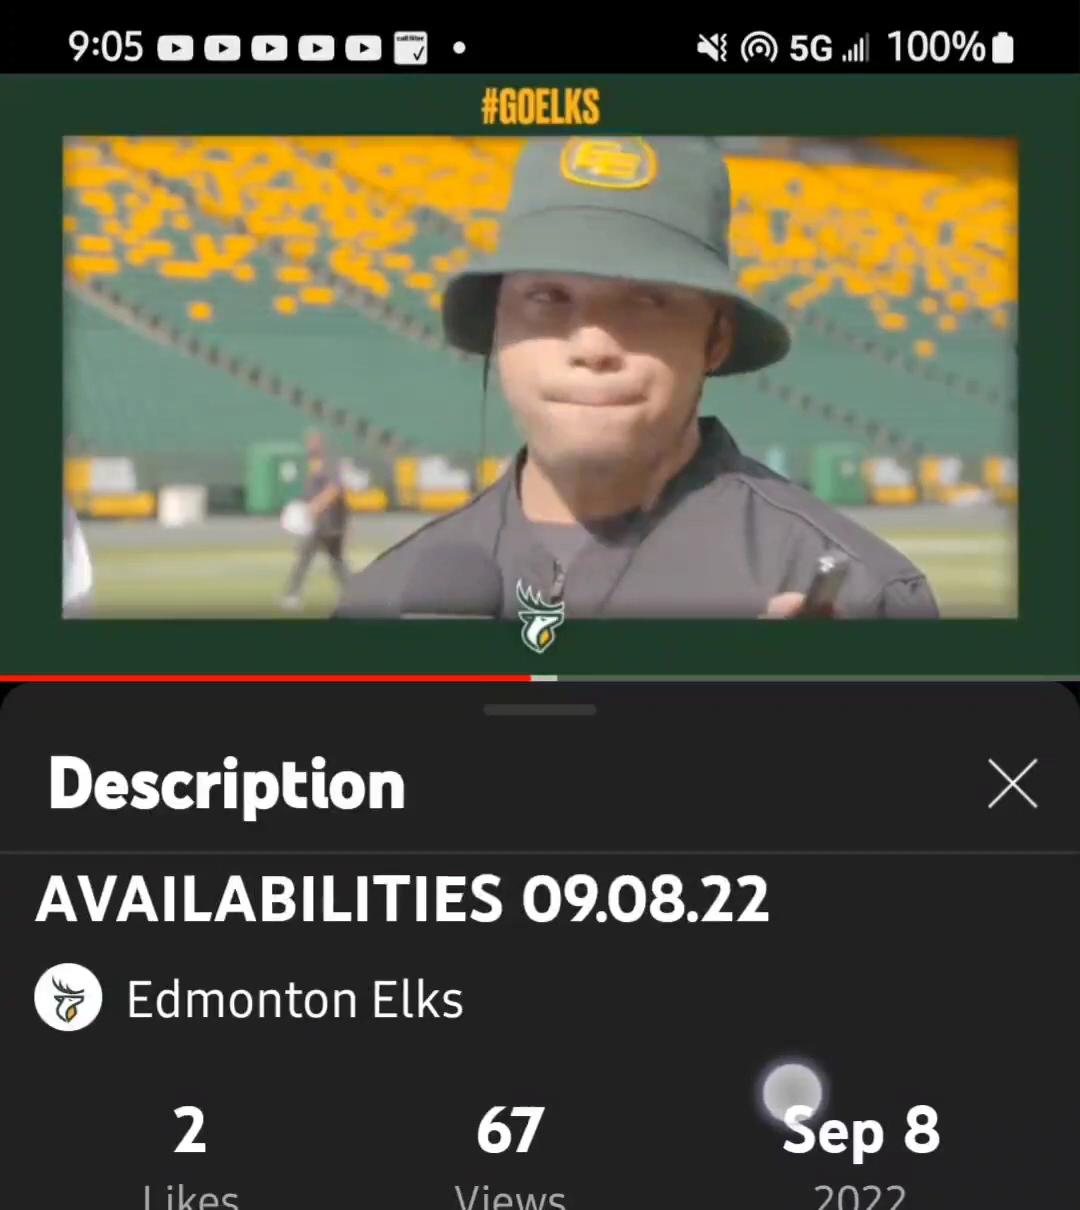 9:05 5G 100%
#GOELKS
EE
Description
AVAILABILITIES 09.08.22
Edmonton Elks
2 67 Sep 8
Likes Views 2022